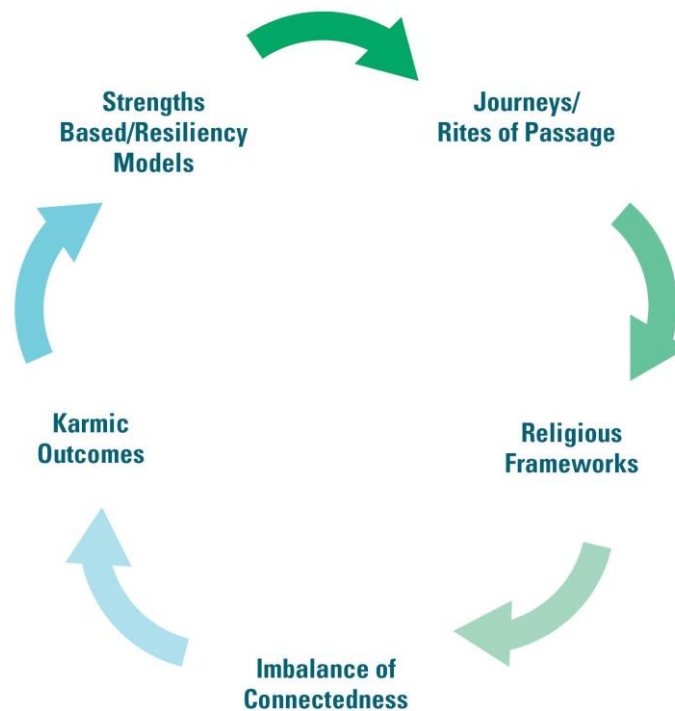 Strengths
Based/Resiliency
Models
Journeys/
Rites of Passage
Religious
Frameworks
Imbalance of
Connectedness
Karmic
Outcomes